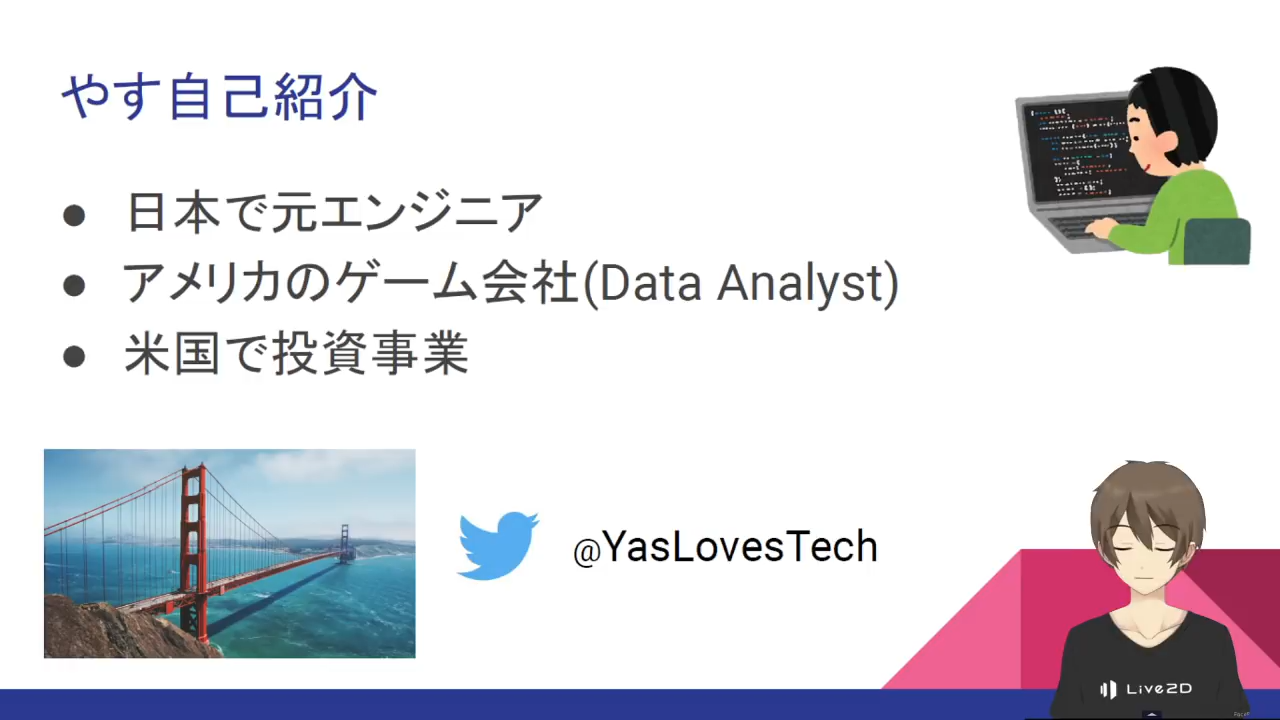 やす自己紹介
● 日本で元エンジニア
● アメリカのゲーム会社(Data Analyst)
● 米国で投資事業
@YasLovesTech
Live2D